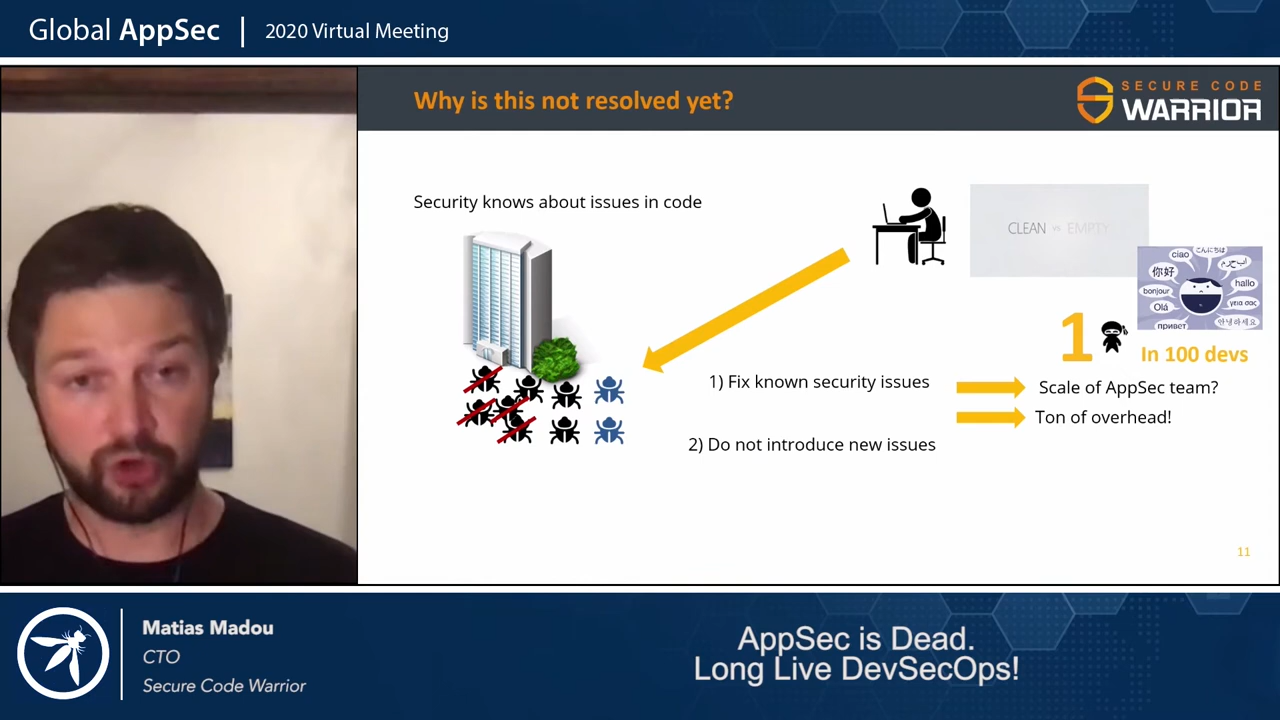 Global AppSec | 2020 Virtual Meeting
Why is this not resolved yet?
SECURE CODE
WARRIOR
Security knows about issues in code
CLEAN vs EMPTY
ciao
こんにちは
你好
bonjour
hallo
Olá
γεια σας
привет
안녕하세요
1
In 100 devs
1) Fix known security issues
Scale of AppSec team?
Ton of overhead!
2) Do not introduce new issues
11
Matias Madou
CTO
Secure Code Warrior
AppSec is Dead.
Long Live DevSecOps!